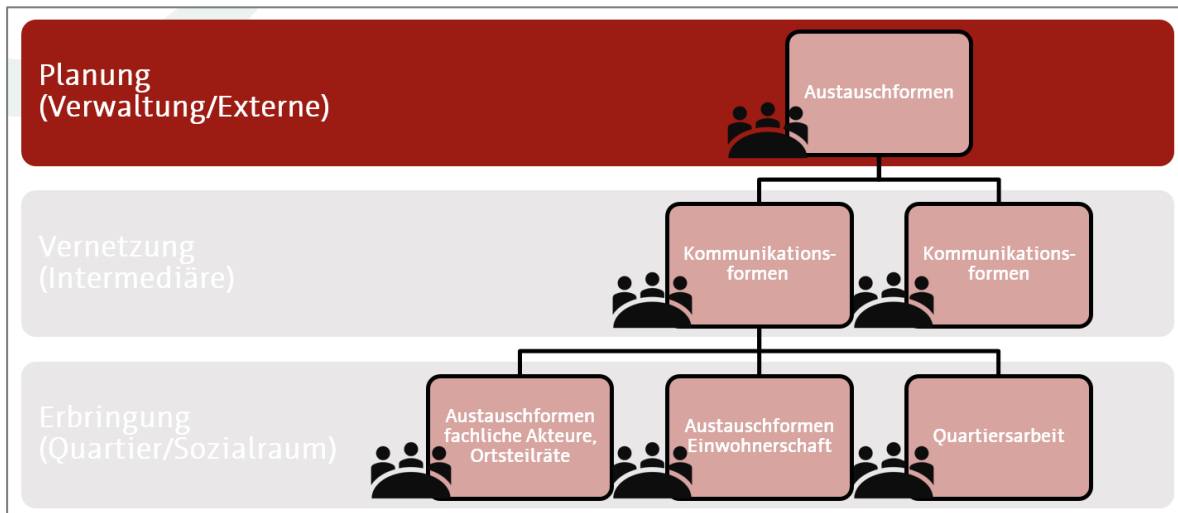 Planung
(Verwaltung/Externe)
Austauschformen
Vernetzung
(Intermediäre)
Kommunikations-
formen
Kommunikations-
formen
Erbringung
(Quartier/Sozialraum)
Austauschformen
fachliche Akteure,
Ortsteilräte
Austauschformen
Einwohnerschaft
Quartiersarbeit